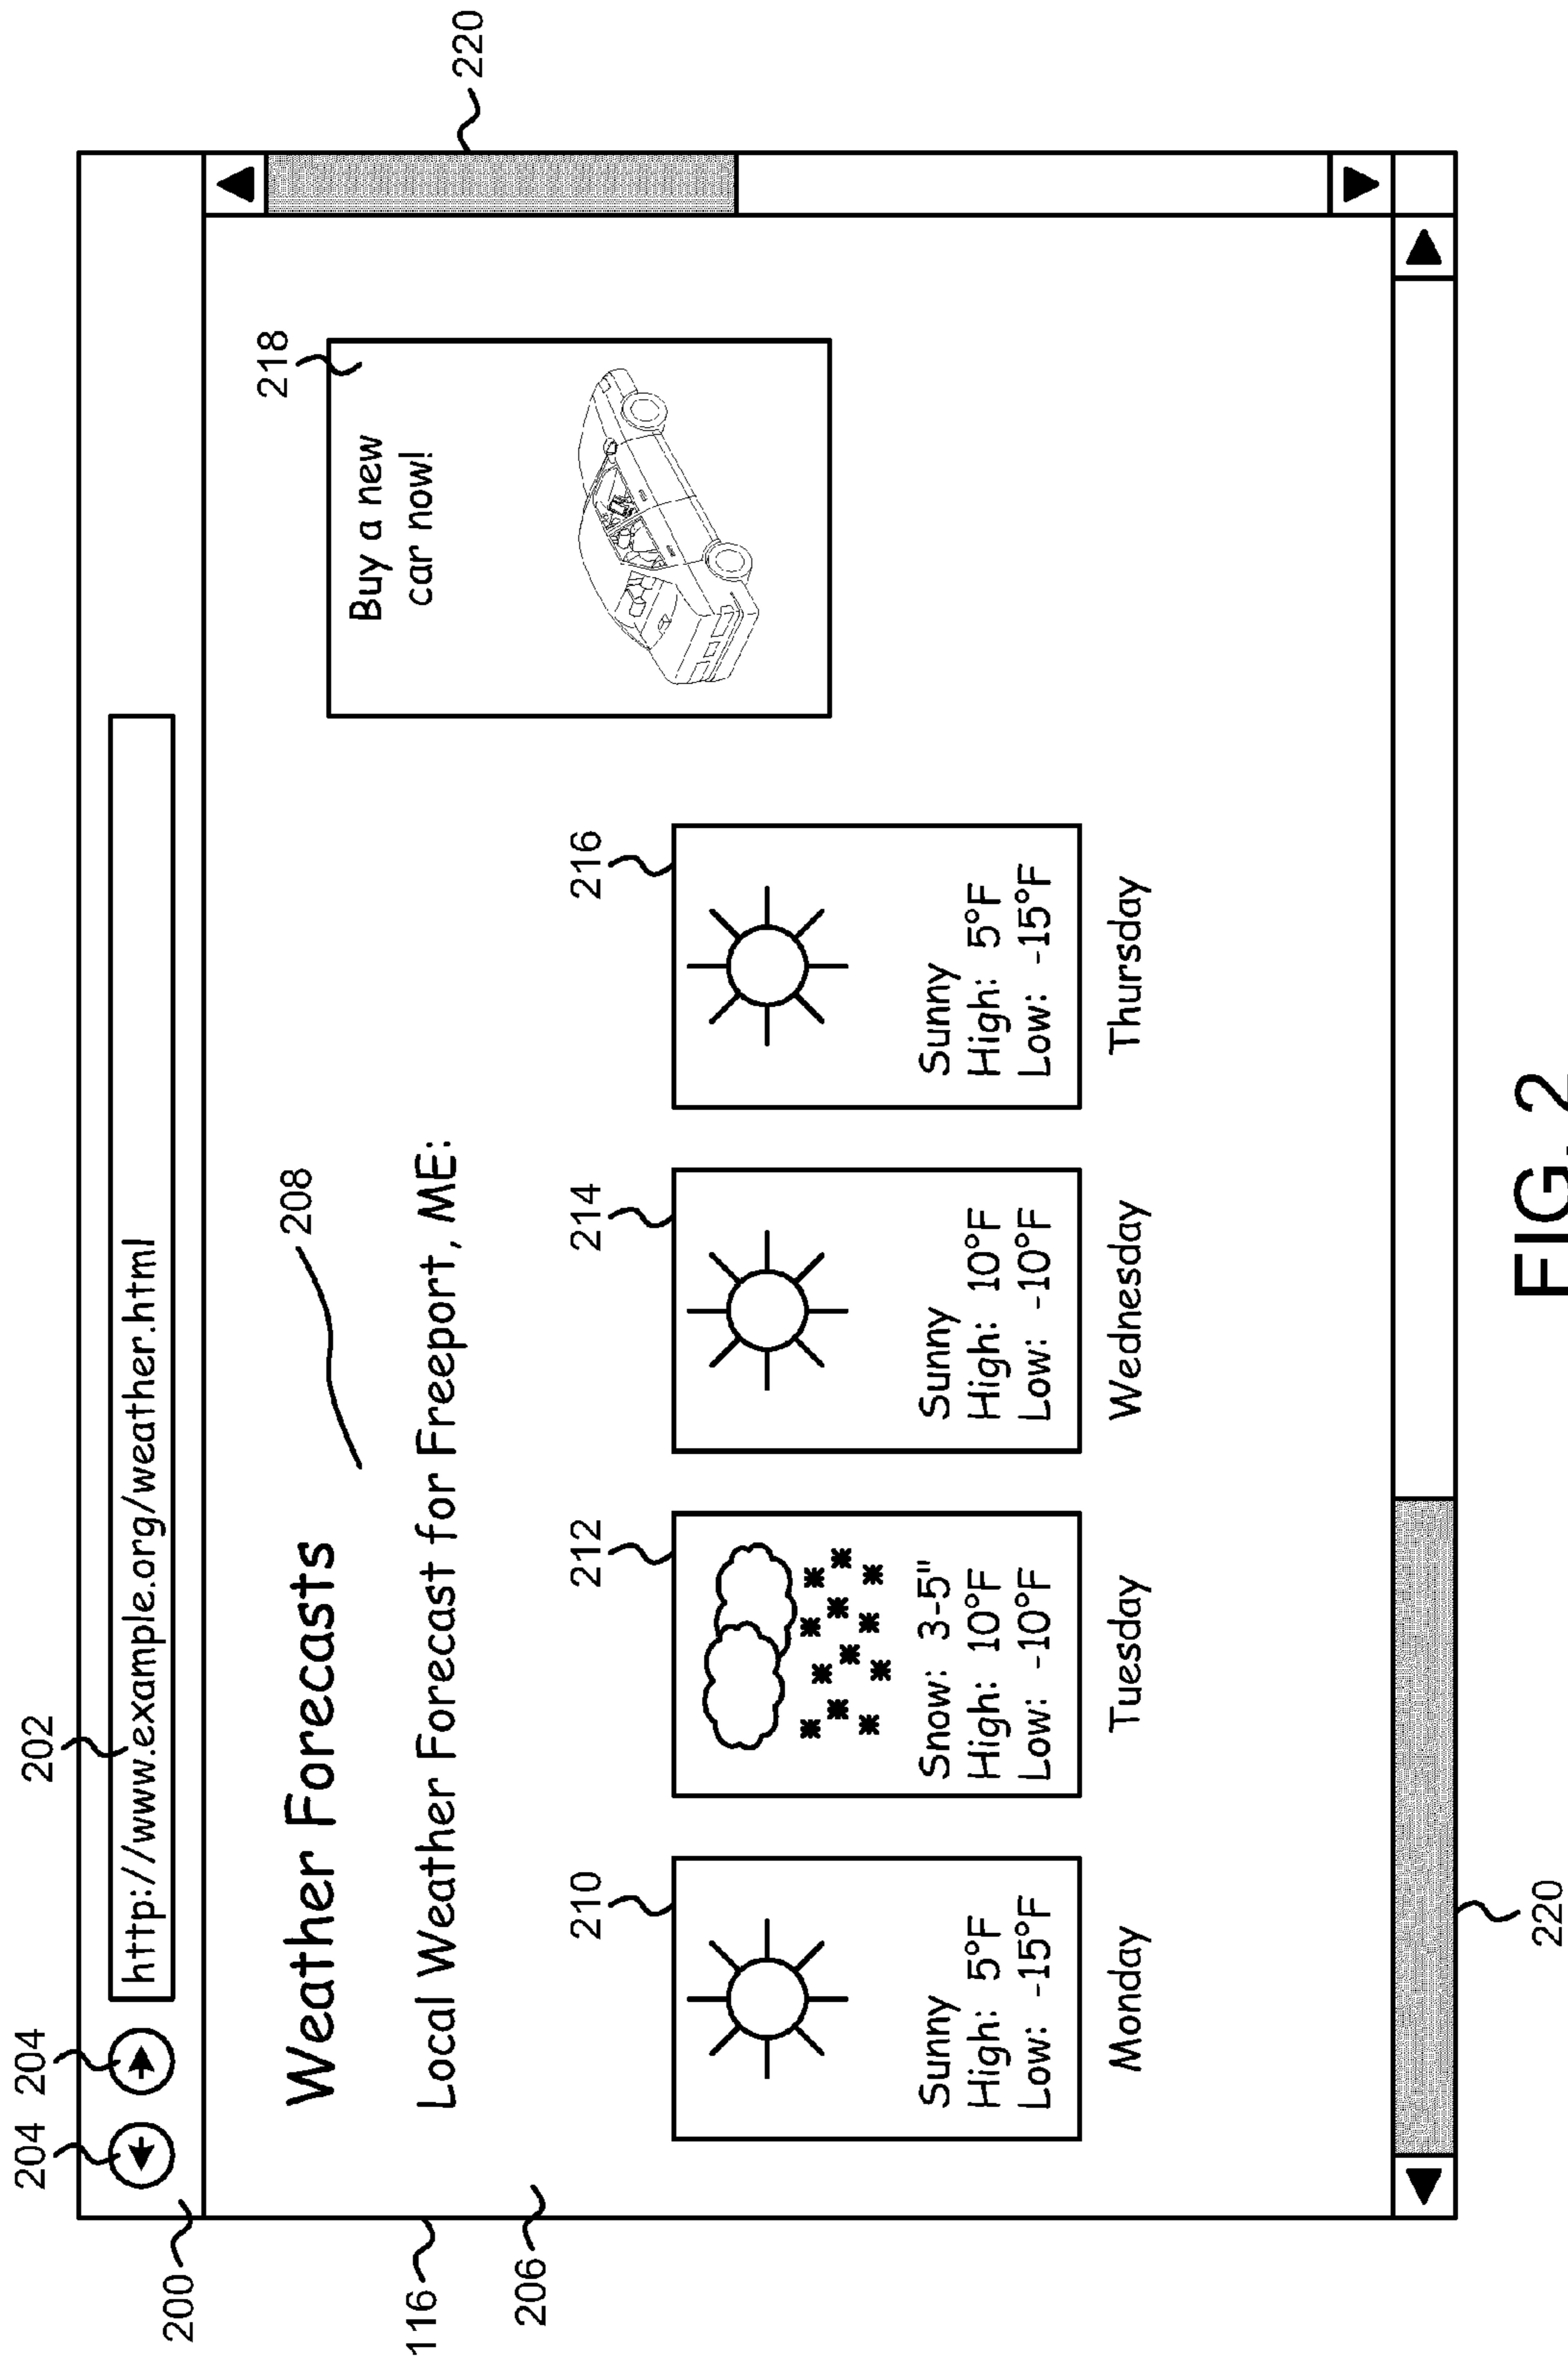 204
204
202
http://www.example.org/weather.html
200
220
116
206
Weather Forecasts
208
218
Buy a new
car now!
Local Weather Forecast for Freeport, ME:
210
Sunny
High: 5°F
Low: -15°F
Monday
212
Snow: 3-5"
High: 10°F
Low: -10°F
Tuesday
214
Sunny
High: 10°F
Low: -10°F
Wednesday
216
Sunny
High: 5°F
Low: -15°F
Thursday
220
FIG. 2